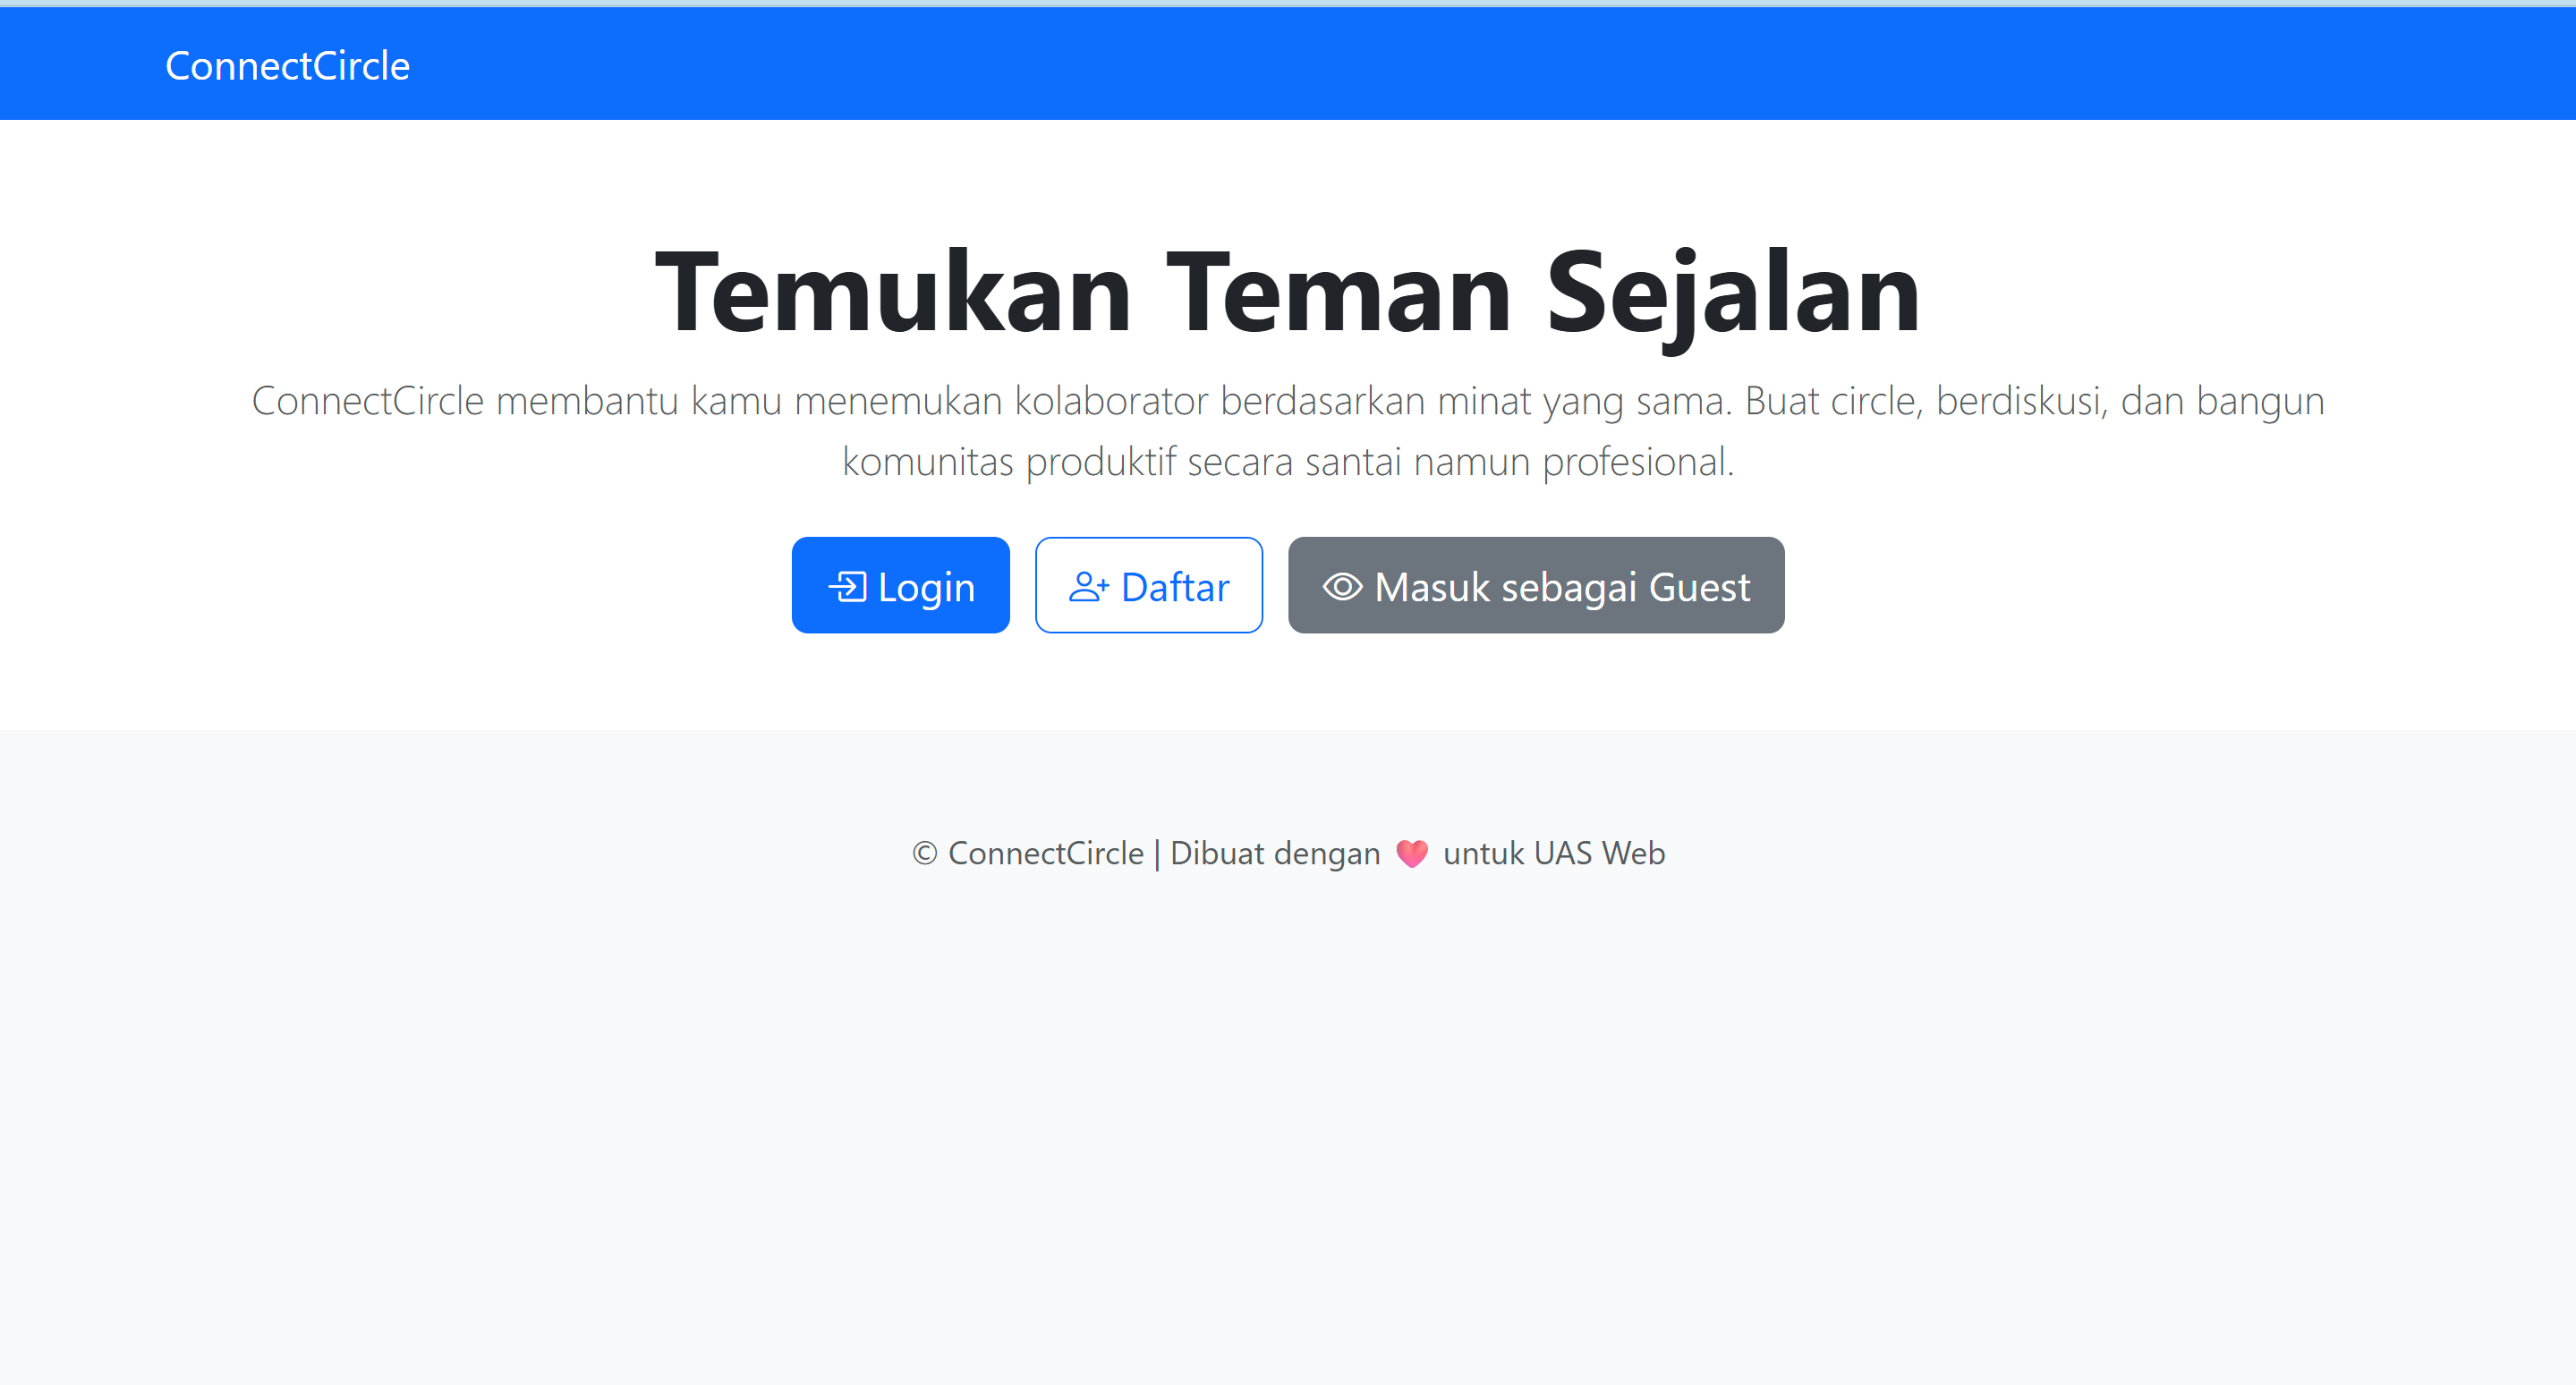 ConnectCircle
Temukan Teman Sejalan
ConnectCircle membantu kamu menemukan kolaborator berdasarkan minat yang sama. Buat circle, berdiskusi, dan bangun
komunitas produktif secara santai namun profesional.
Login Daftar Masuk sebagai Guest
© ConnectCircle | Dibuat dengan 💖 untuk UAS Web